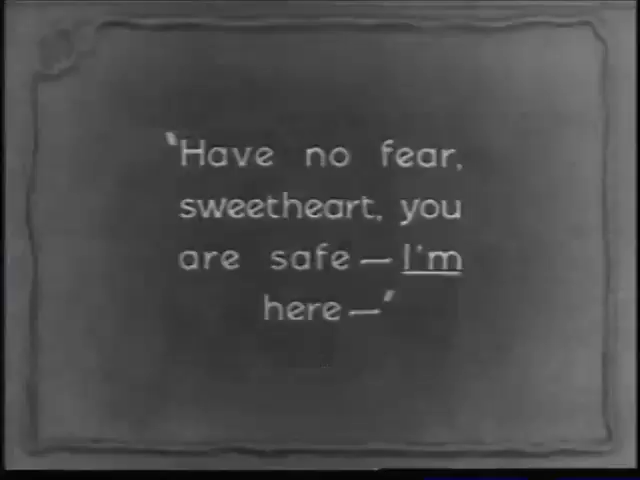 "Have no fear,
sweetheart, you
are safe — I'm
here —"